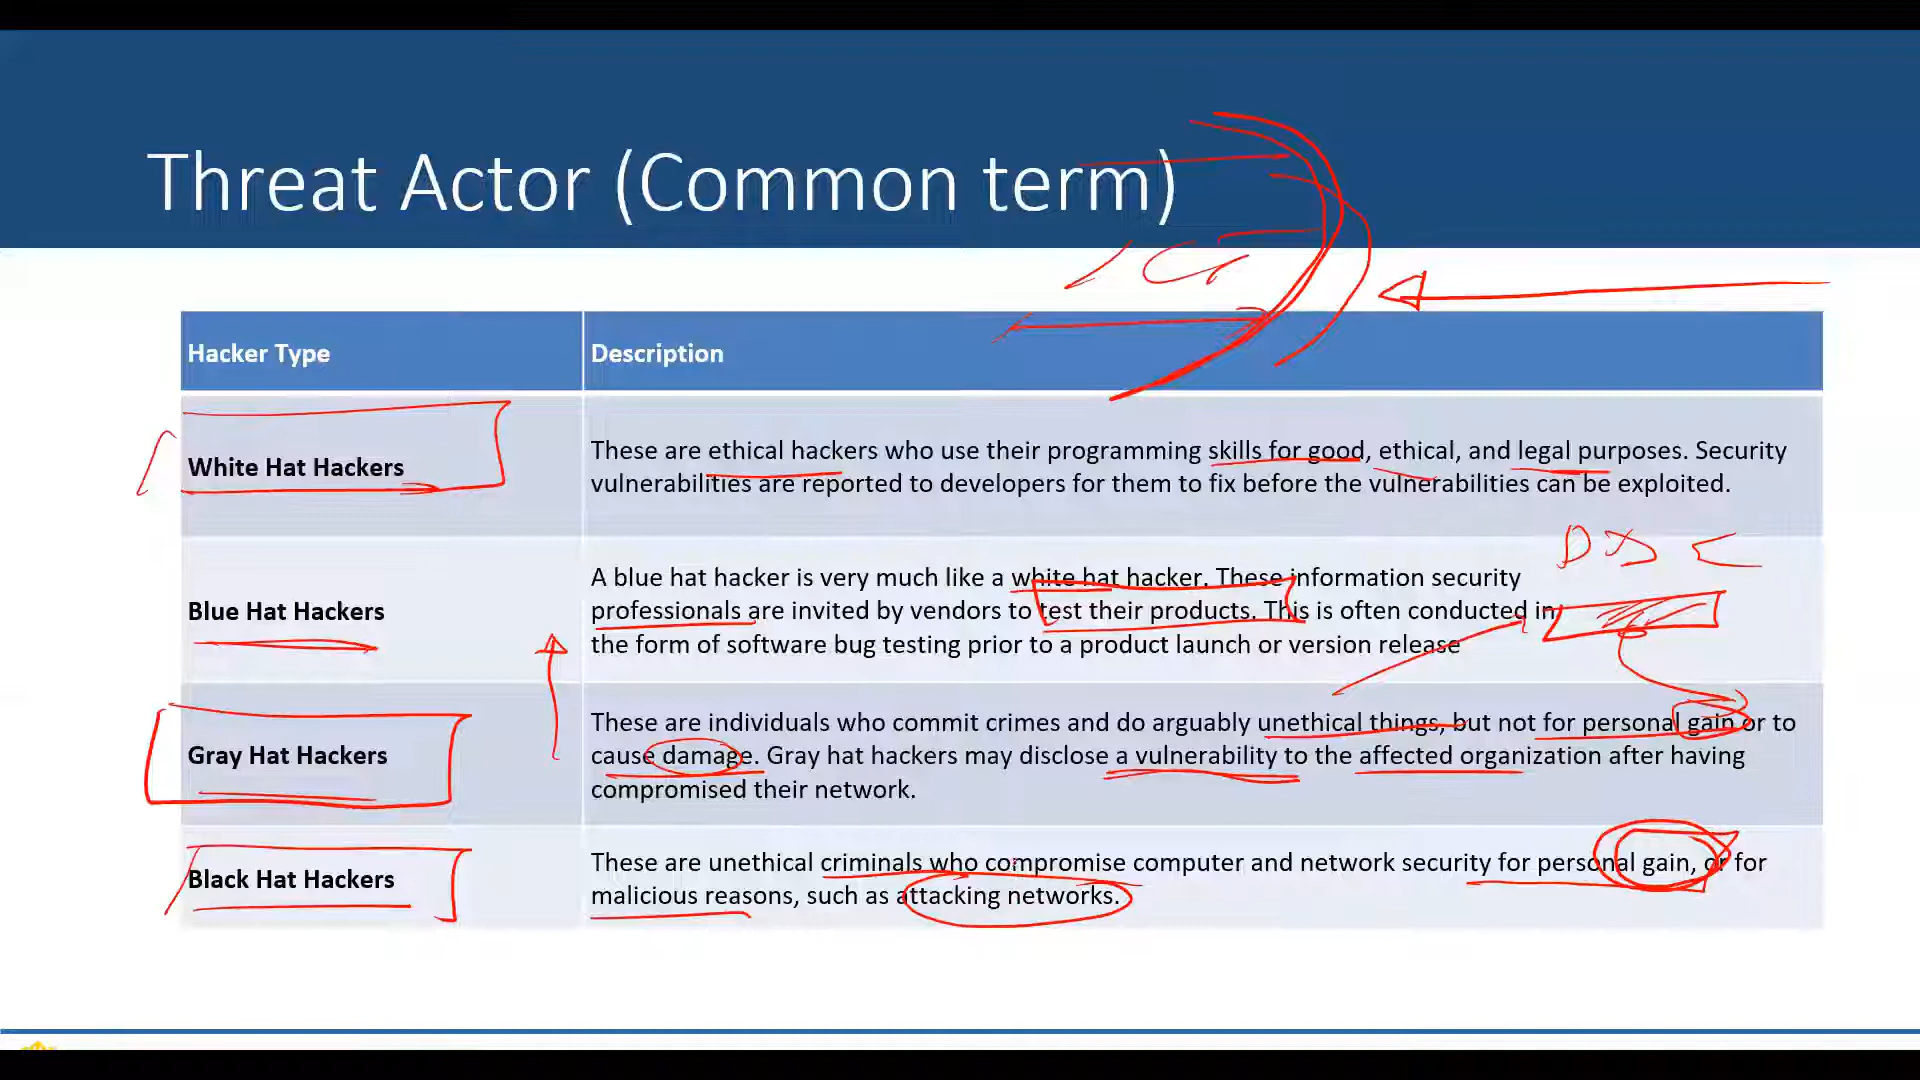 Threat Actor (Common term)
Hacker Type
Description
White Hat Hackers
These are ethical hackers who use their programming skills for good, ethical, and legal purposes. Security
vulnerabilities are reported to developers for them to fix before the vulnerabilities can be exploited.
Blue Hat Hackers
A blue hat hacker is very much like a white hat hacker. These information security
professionals are invited by vendors to test their products. This is often conducted in
the form of software bug testing prior to a product launch or version release
Gray Hat Hackers
These are individuals who commit crimes and do arguably unethical things, but not for personal gain or to
cause damage. Gray hat hackers may disclose a vulnerability to the affected organization after having
compromised their network.
Black Hat Hackers
These are unethical criminals who compromise computer and network security for personal gain, or for
malicious reasons, such as attacking networks.